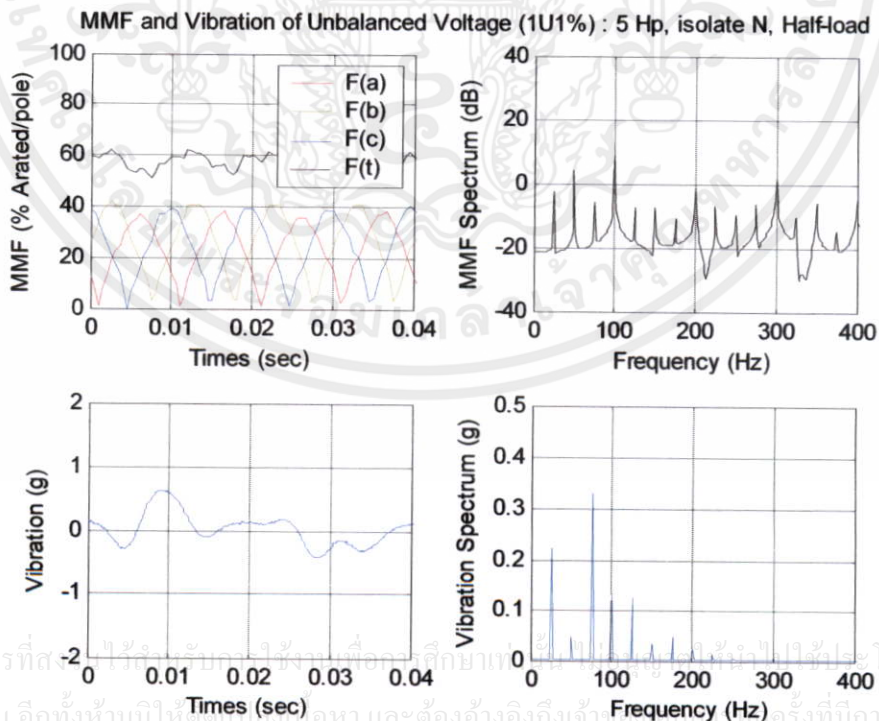 MMF and Vibration of Unbalanced Voltage (1U1%) : 5 Hp, isolate N, Half-load
MMF (% Arated/pole)
100
80
60
40
20
0
F(a)
F(b)
F(c)
F(t)
0 0.01 0.02 0.03 0.04
Times (sec)
MMF Spectrum (dB)
40
20
0
-20
-40
0 100 200 300 400
Frequency (Hz)
Vibration (g)
2
1
0
-1
-2
0 0.01 0.02 0.03 0.04
Times (sec)
Vibration Spectrum (g)
0.5
0.4
0.3
0.2
0.1
0
0 100 200 300 400
Frequency (Hz)